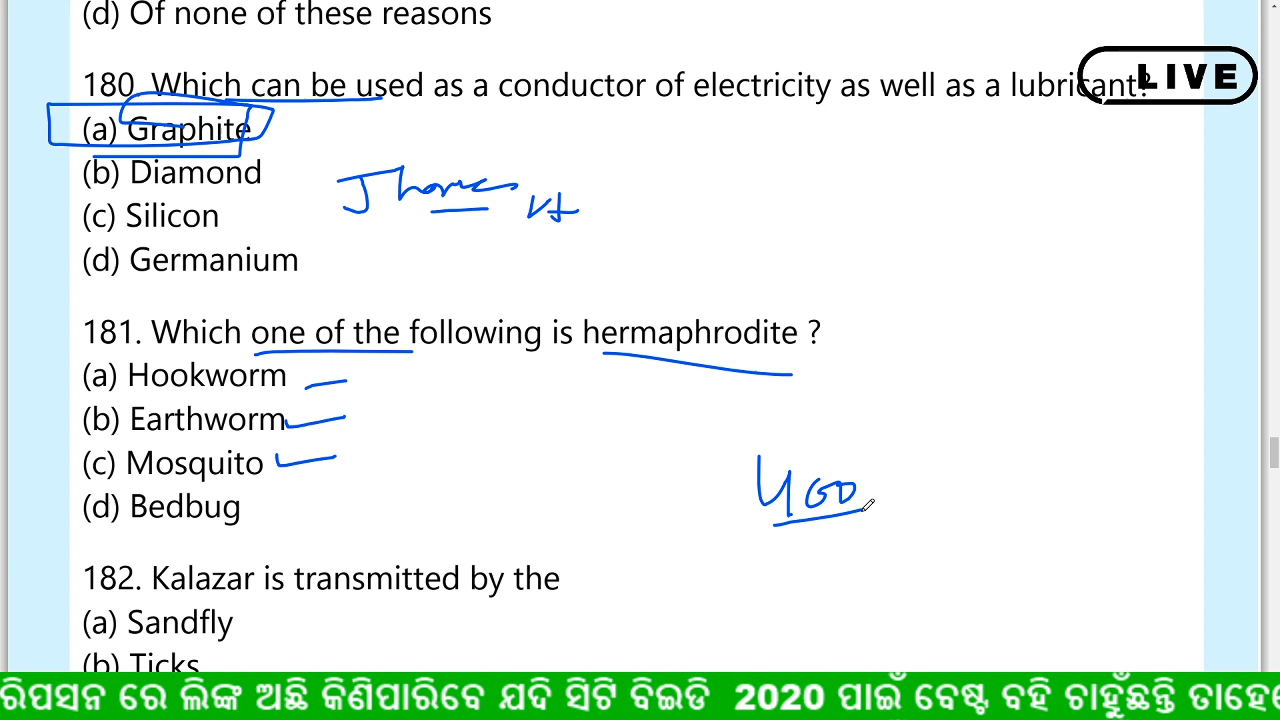 (d) Of none of these reasons
180. Which can be used as a conductor of electricity as well as a lubricant?
LIVE
(a) Graphite
(b) Diamond
(c) Silicon
(d) Germanium
181. Which one of the following is hermaphrodite ?
(a) Hookworm
(b) Earthworm
(c) Mosquito
(d) Bedbug
400
182. Kalazar is transmitted by the
(a) Sandfly
(b) Ticks
ରିପସନ ରେ ଲିଙ୍କ ଅଛି କିଣିପାରିବେ ଯଦି ସିଟି ବିଇଡି 2020 ପାଇଁ ବେଷ୍ଟ ବହି ଚାହୁଁଛନ୍ତି ତାହେ